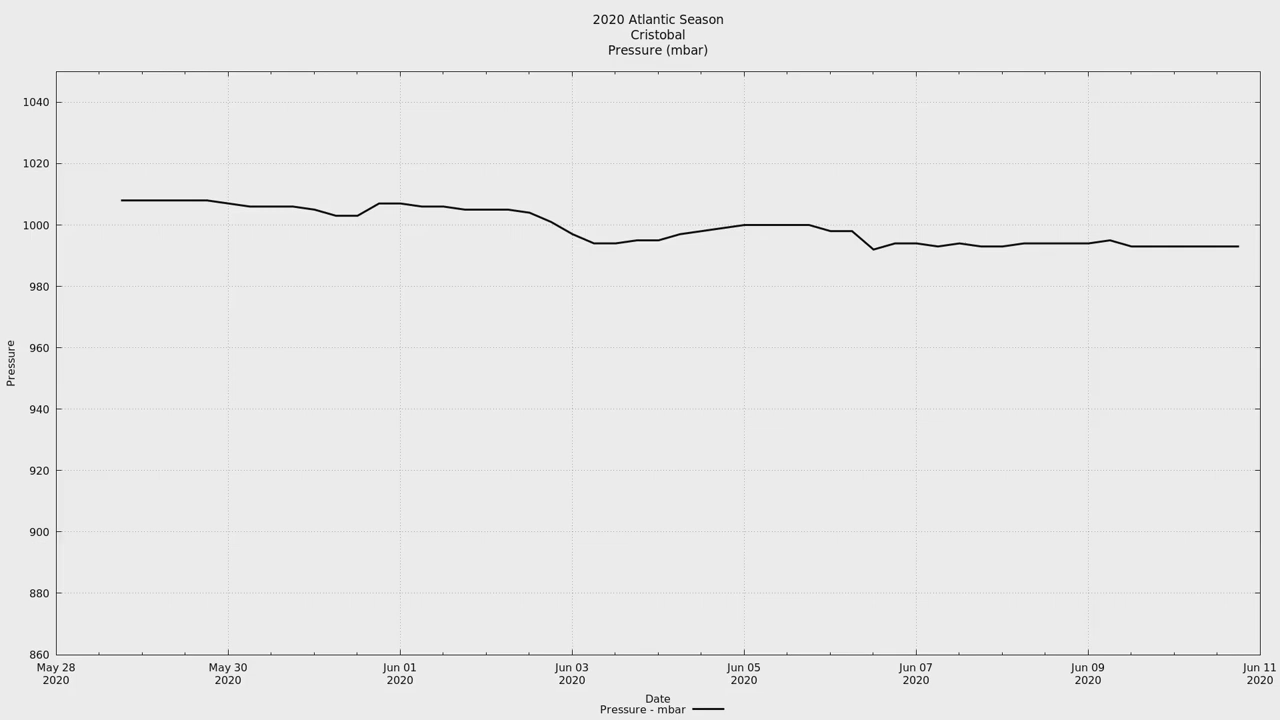 2020 Atlantic Season
Cristobal
Pressure (mbar)
1040
1020
1000
980
960
940
920
900
880
860
Pressure
May 28 May 30 Jun 01 Jun 03 Jun 05 Jun 07 Jun 09 Jun 11
2020 2020 2020 2020 2020 2020 2020 2020
Date
Pressure - mbar